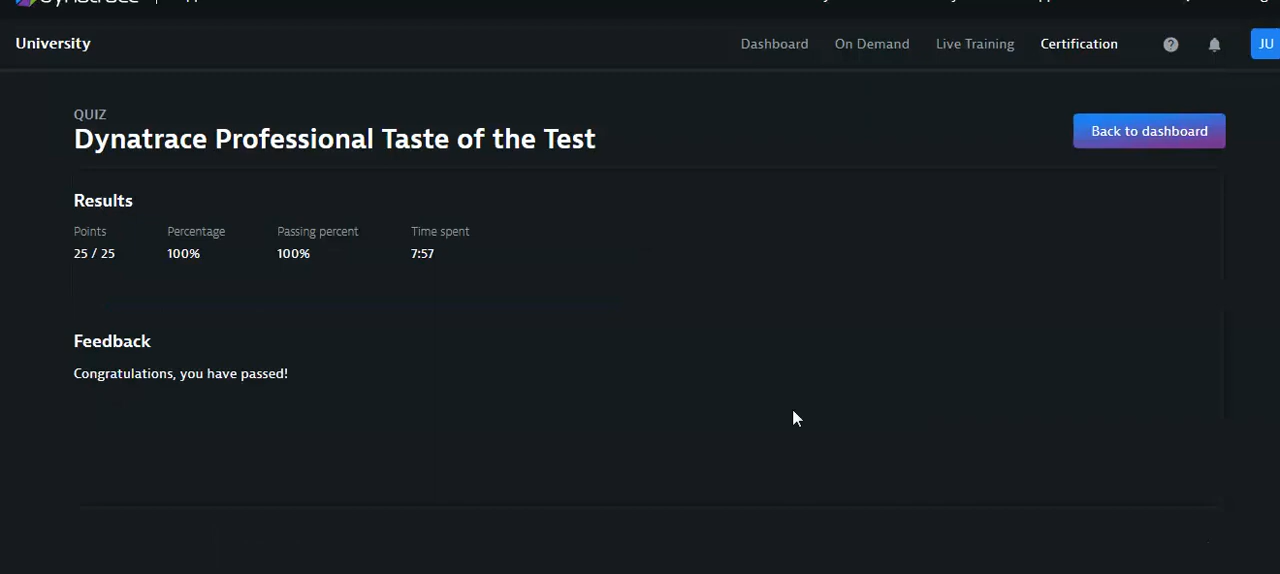 University
Dashboard On Demand Live Training Certification ? JU
QUIZ
Dynatrace Professional Taste of the Test
Back to dashboard
Results
Points Percentage Passing percent Time spent
25 / 25 100% 100% 7:57
Feedback
Congratulations, you have passed!